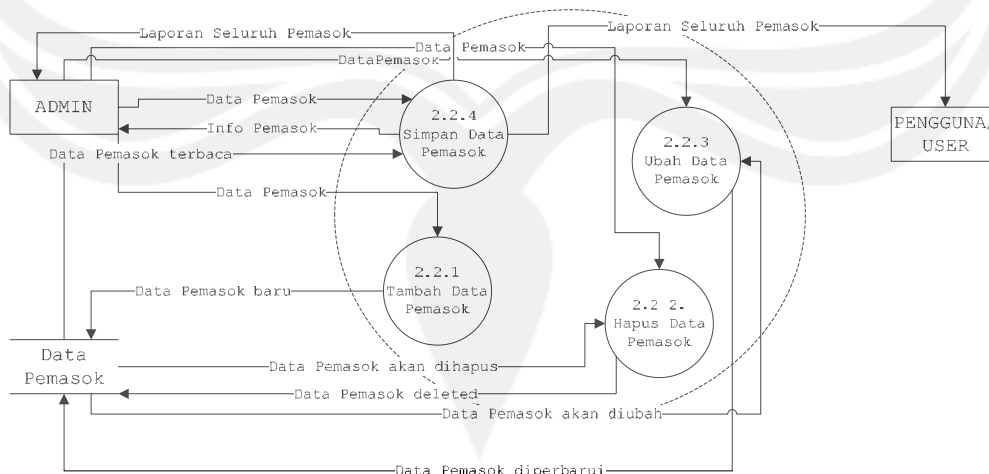 Laporan Seluruh Pemasok
Laporan Seluruh Pemasok
Data Pemasok
DataPemasok
ADMIN
Data Pemasok
Info Pemasok
Data Pemasok terbaca
2.2.4
Simpan Data
Pemasok
2.2.3
Ubah Data
Pemasok
PENGGUNA/
USER
Data Pemasok
2.2.1
Tambah Data
Pemasok
Data Pemasok baru
2.2 2.
Hapus Data
Pemasok
Data
Pemasok
Data Pemasok akan dihapus
Data Pemasok deleted
Data Pemasok akan diubah
Data Pemasok diperbarui